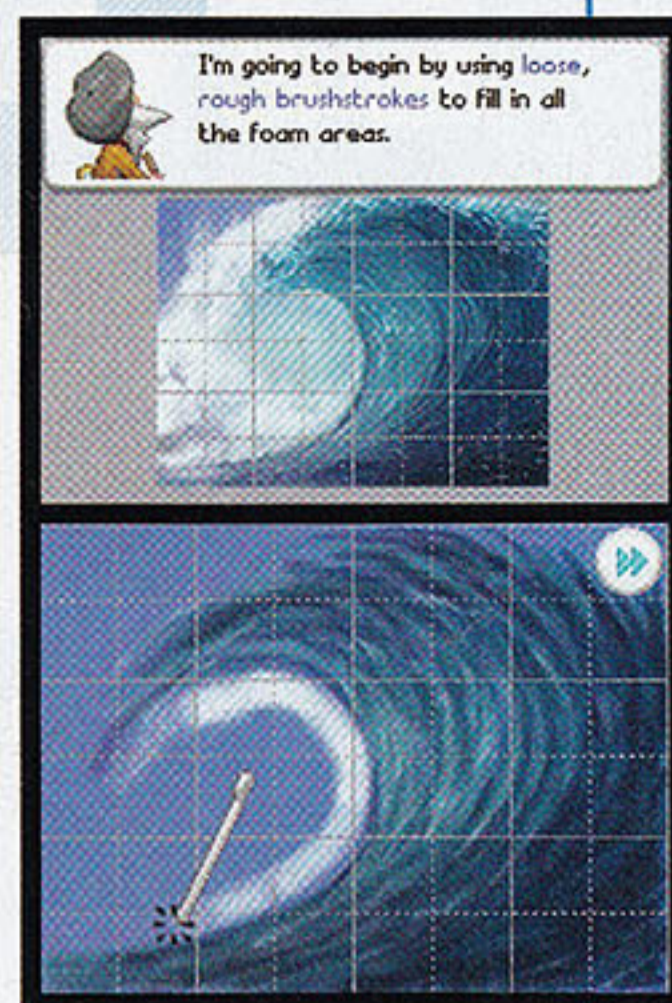 I'm going to begin by using loose,
rough brushstrokes to fill in all
the foam areas.